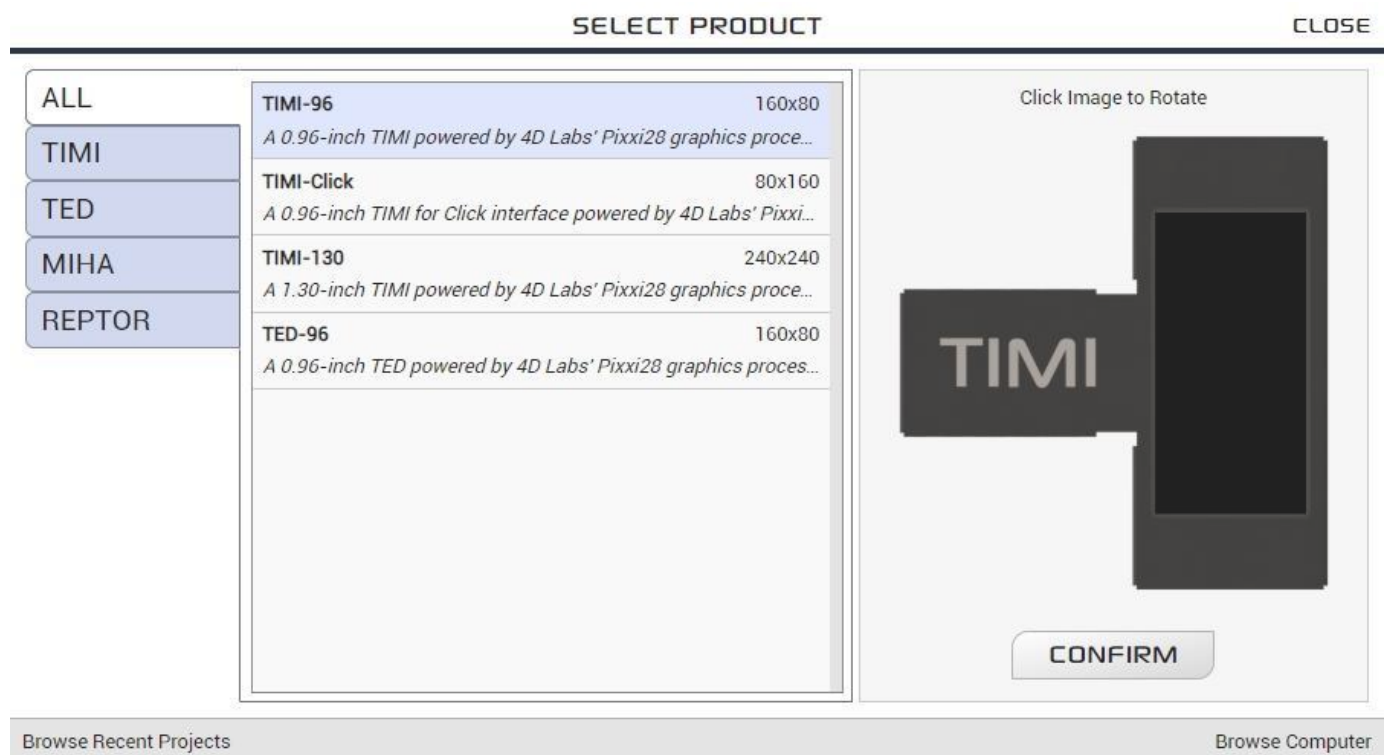 SELECT PRODUCT
CLOSE
ALL
TIMI
TED
MIHA
REPTOR
TIMI-96 160x80
A 0.96-inch TIMI powered by 4D Labs' Pixxi28 graphics proce...
TIMI-Click 80x160
A 0.96-inch TIMI for Click interface powered by 4D Labs' Pixxi...
TIMI-130 240x240
A 1.30-inch TIMI powered by 4D Labs' Pixxi28 graphics proce...
TED-96 160x80
A 0.96-inch TED powered by 4D Labs' Pixxi28 graphics proces...
Click Image to Rotate
TIMI
CONFIRM
Browse Recent Projects
Browse Computer